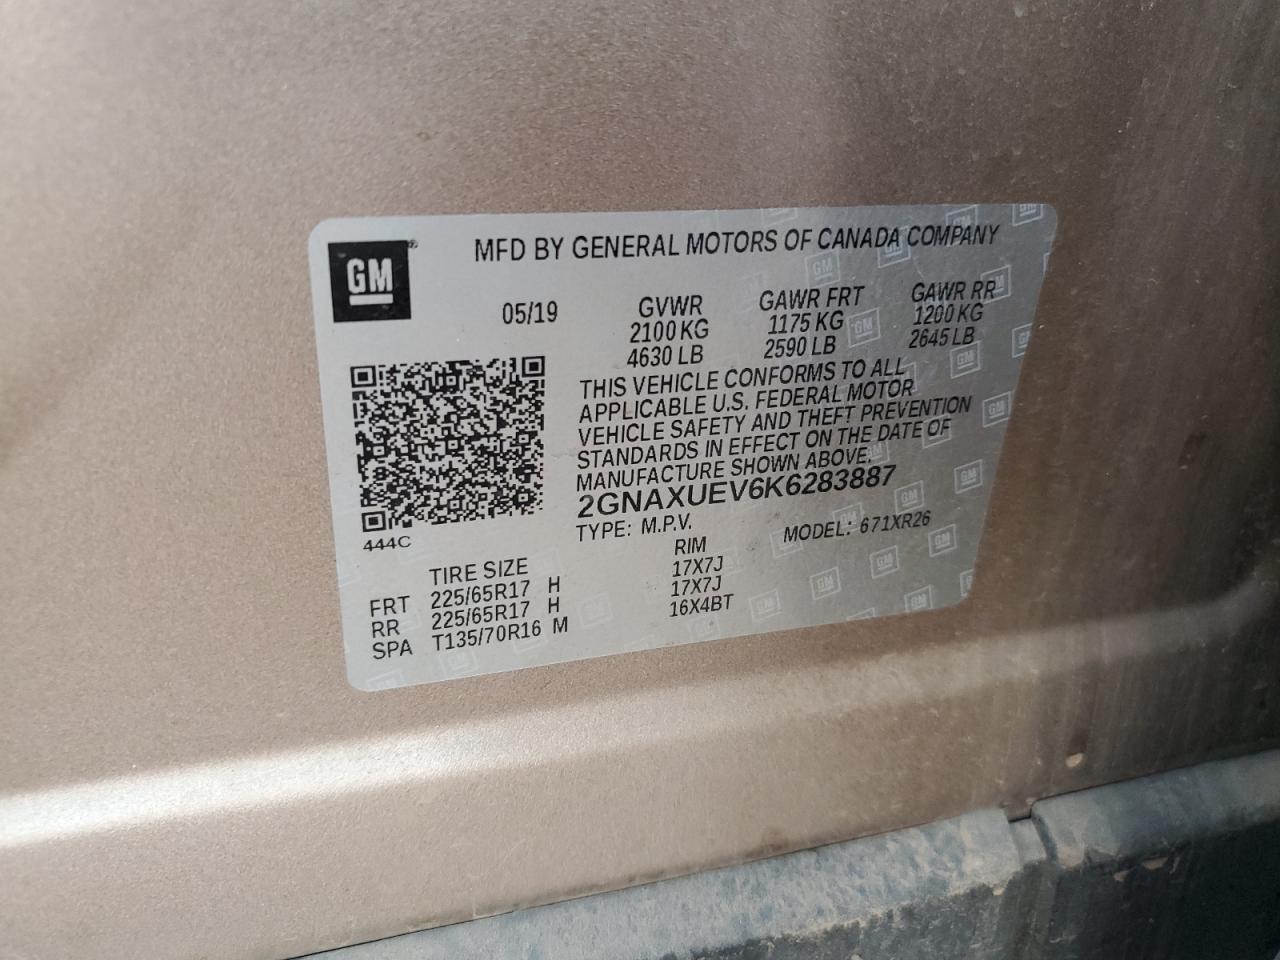 GM®
MFD BY GENERAL MOTORS OF CANADA COMPANY
05/19 GVWR GAWR FRT GAWR RR
2100 KG 1175 KG 1200 KG
4630 LB 2590 LB 2645 LB
THIS VEHICLE CONFORMS TO ALL
APPLICABLE U.S. FEDERAL MOTOR
VEHICLE SAFETY AND THEFT PREVENTION
STANDARDS IN EFFECT ON THE DATE OF
MANUFACTURE SHOWN ABOVE.
2GNAXUEV6K6283887
TYPE: M.P.V. MODEL: 671XR26
444C
TIRE SIZE RIM
FRT 225/65R17 H 17X7J
RR 225/65R17 H 17X7J
SPA T135/70R16 M 16X4BT